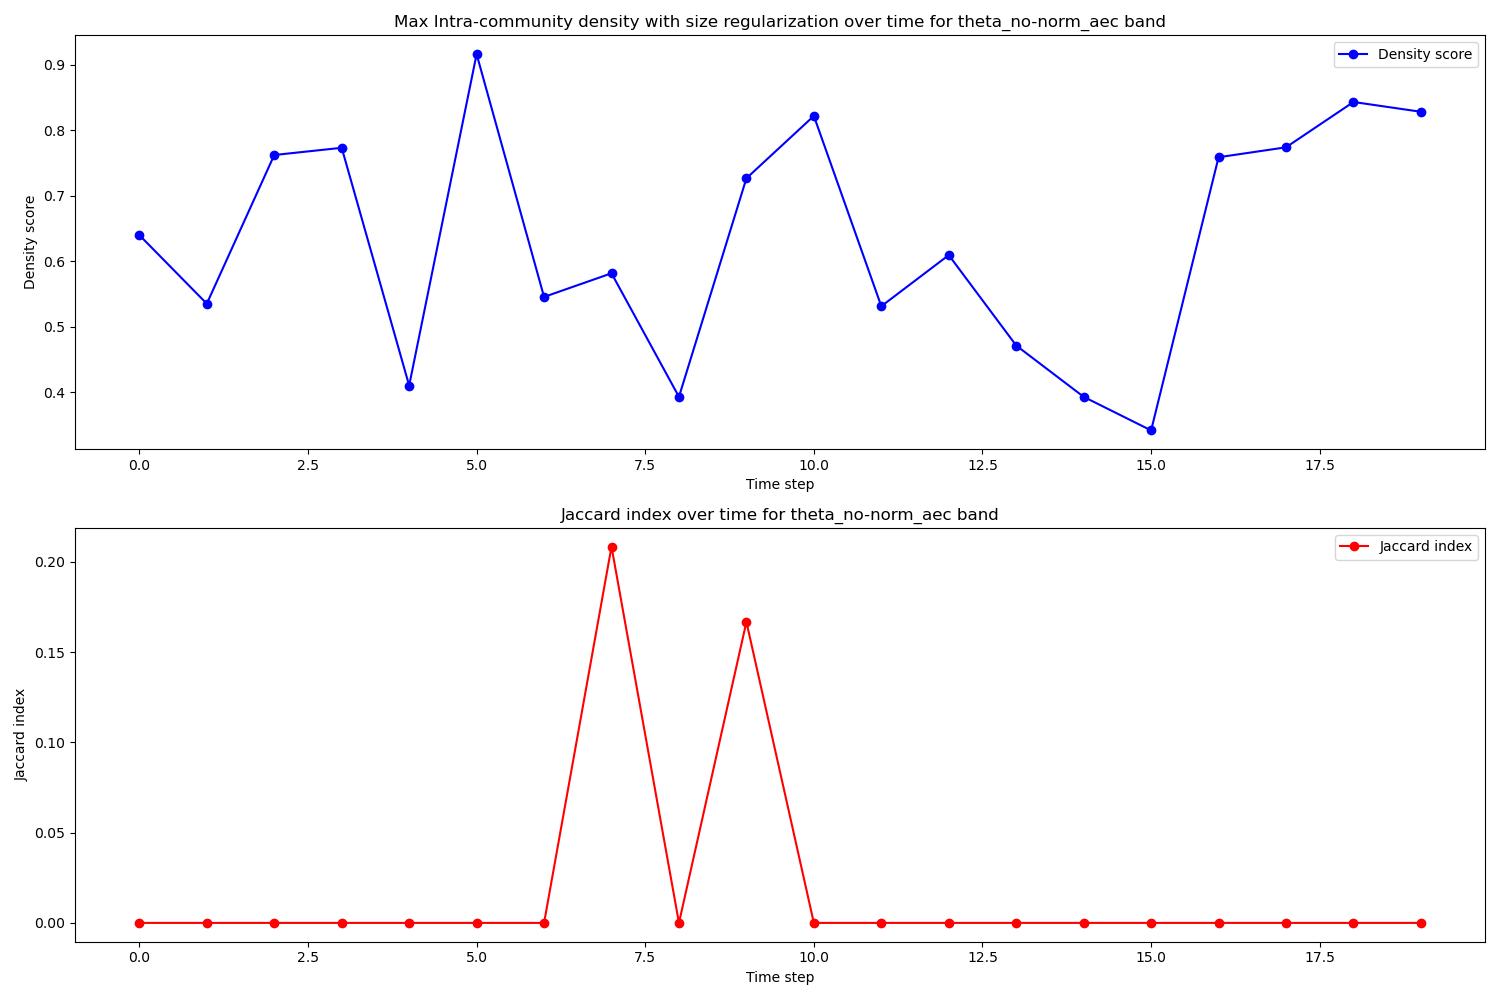 Max Intra-community density with size regularization over time for theta_no-norm_aec band
Density score
0.9
0.8
0.7
0.6
0.5
0.4
Density score
0.0 2.5 5.0 7.5 10.0 12.5 15.0 17.5
Time step
Jaccard index over time for theta_no-norm_aec band
Jaccard index
0.20
0.15
0.10
0.05
0.00
Jaccard index
0.0 2.5 5.0 7.5 10.0 12.5 15.0 17.5
Time step